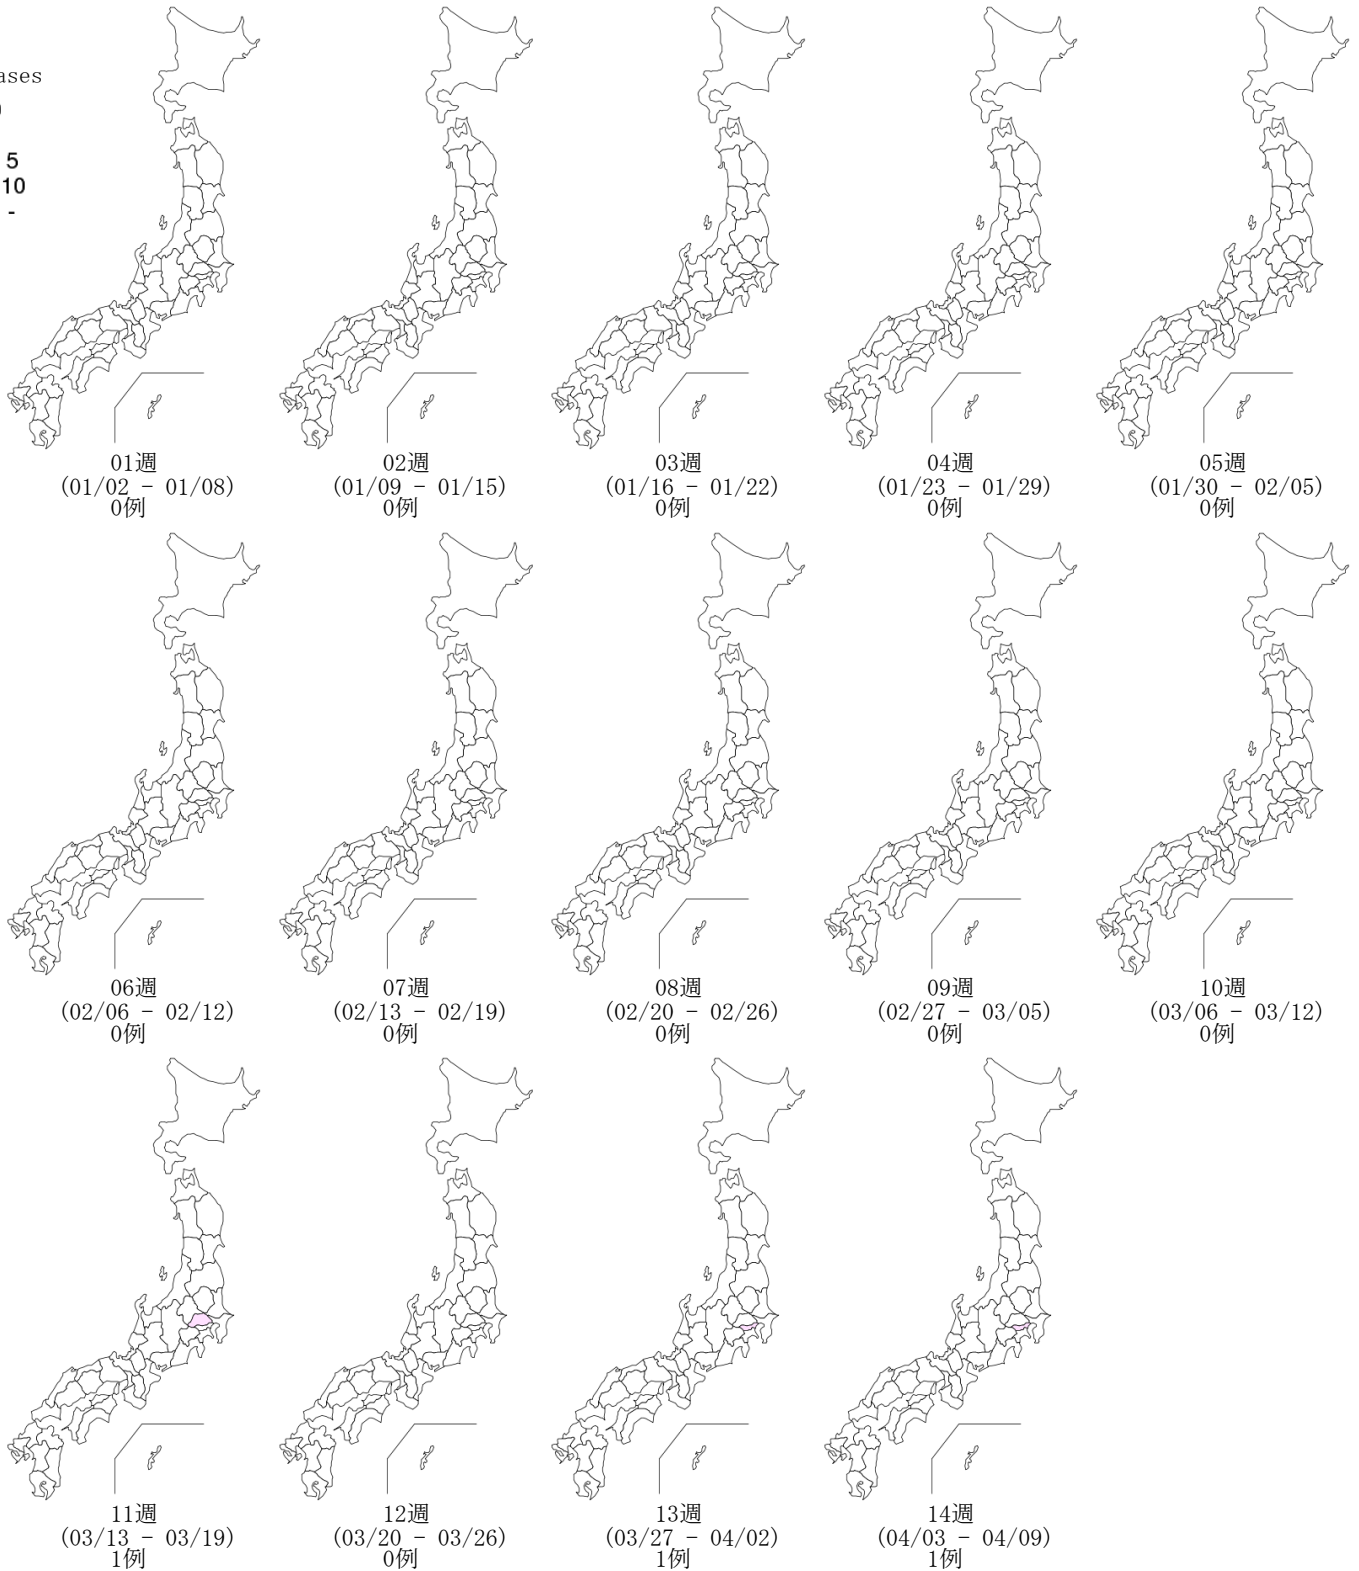 ases
5
10
-
01週
(01/02 - 01/08)
0例
02週
(01/09 - 01/15)
0例
03週
(01/16 - 01/22)
0例
04週
(01/23 - 01/29)
0例
05週
(01/30 - 02/05)
0例
06週
(02/06 - 02/12)
0例
07週
(02/13 - 02/19)
0例
08週
(02/20 - 02/26)
0例
09週
(02/27 - 03/05)
0例
10週
(03/06 - 03/12)
0例
11週
(03/13 - 03/19)
1例
12週
(03/20 - 03/26)
0例
13週
(03/27 - 04/02)
1例
14週
(04/03 - 04/09)
1例